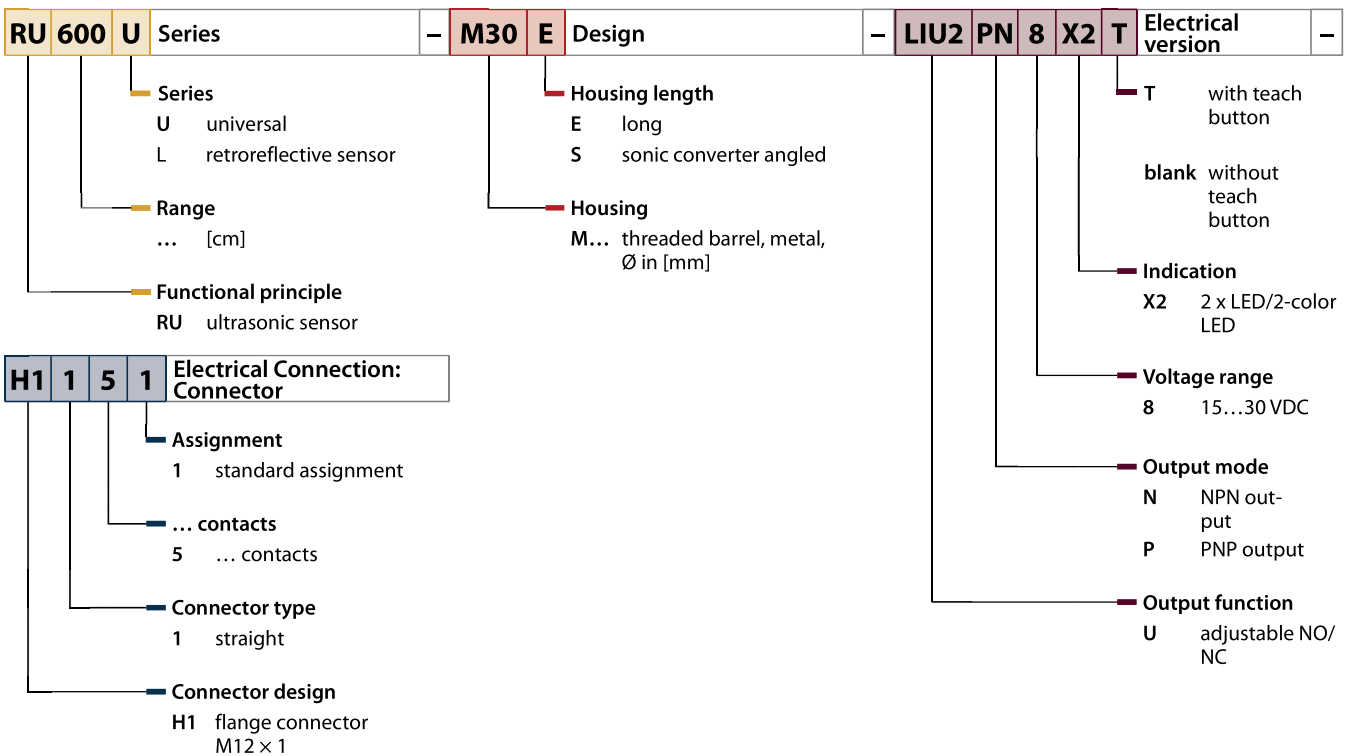 RU 600 U Series – M30 E Design – LIU2 PN 8 X2 T Electrical
version –
Series
U universal
L retroreflective sensor
Range
… [cm]
Functional principle
RU ultrasonic sensor
Housing length
E long
S sonic converter angled
Housing
M… threaded barrel, metal,
Ø in [mm]
T with teach
button
blank without
teach
button
Indication
X2 2 x LED/2-color
LED
Voltage range
8 15…30 VDC
Output mode
N NPN out-
put
P PNP output
Output function
U adjustable NO/
NC
H1 1 5 1 Electrical Connection:
Connector
Assignment
1 standard assignment
… contacts
5 … contacts
Connector type
1 straight
Connector design
H1 flange connector
M12 × 1